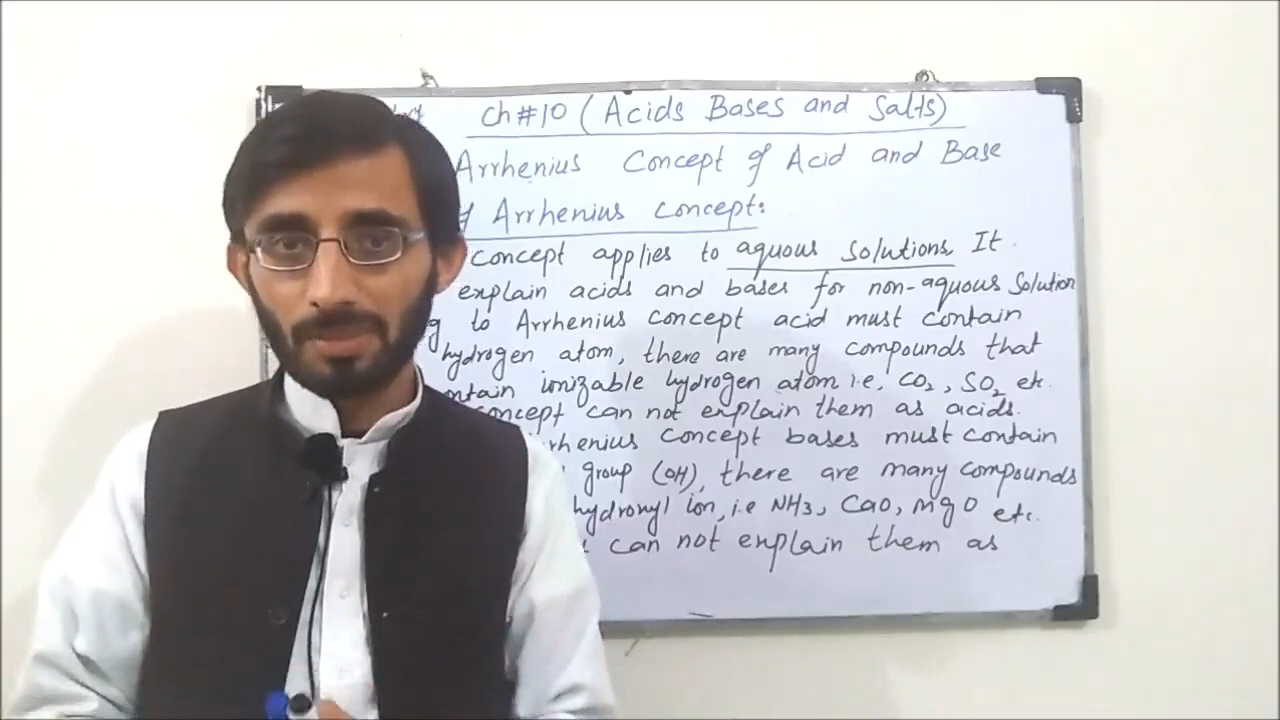 Ch#10 (Acids Bases and Salts)
Arrhenius Concept of Acid and Base
Arrhenius Concept:
concept applies to aquous solutions. It
explain acids and bases for non-aquous Solution
to Arrhenius concept acid must contain
hydrogen atom, there are many compounds that
ionizable hydrogen atom i.e, CO2, SO2 etc.
concept can not explain them as acids.
concept bases must contain
group (OH), there are many compounds
hydroxyl ion, i.e NH3, CaO, MgO etc.
can not explain them as